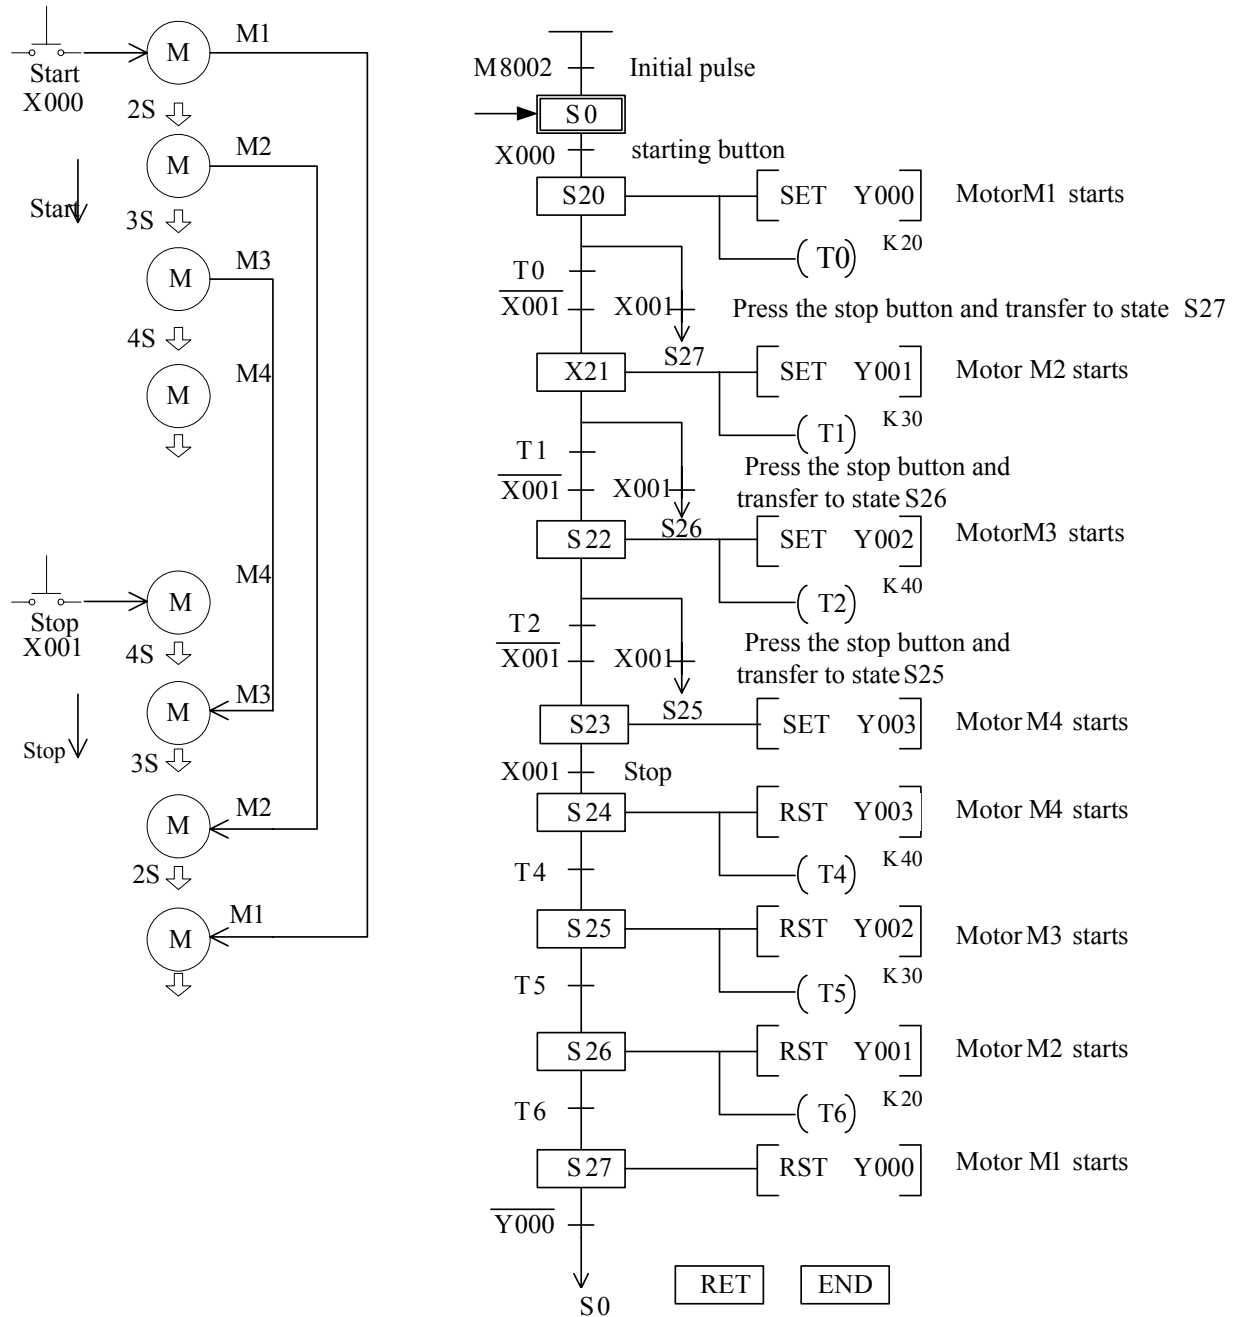 M1
M
Start
X000
2S
M2
M
Start
3S
M3
M
4S
M4
M
M4
M
Stop
X001
4S
M3
M
Stop
3S
M2
M
2S
M1
M
M8002 Initial pulse
S0
X000 starting button
S20 SET Y000 MotorM1 starts
T0 K20
T0
X001 X001 Press the stop button and transfer to state S27
S27
X21 SET Y001 Motor M2 starts
T1 K30
T1
X001 X001 Press the stop button and
transfer to state S26
S26
S22 SET Y002 MotorM3 starts
T2 K40
T2
X001 X001 Press the stop button and
transfer to state S25
S25
S23 SET Y003 Motor M4 starts
X001 Stop
S24 RST Y003 Motor M4 starts
T4 K40
T4
S25 RST Y002 Motor M3 starts
T5 K30
T5
S26 RST Y001 Motor M2 starts
T6 K20
T6
S27 RST Y000 Motor M1 starts
Y000
S0
RET END